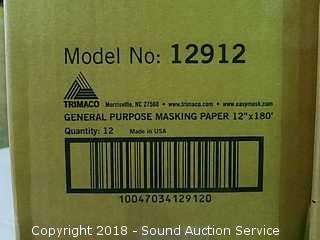 Model No: 12912
TRIMACO
Morrisville, NC 27560 • www.trimaco.com • www.easymask.com
GENERAL PURPOSE MASKING PAPER 12"x180'
Quantity: 12 Made in USA
10047034129120
Copyright 2018 - Sound Auction Service